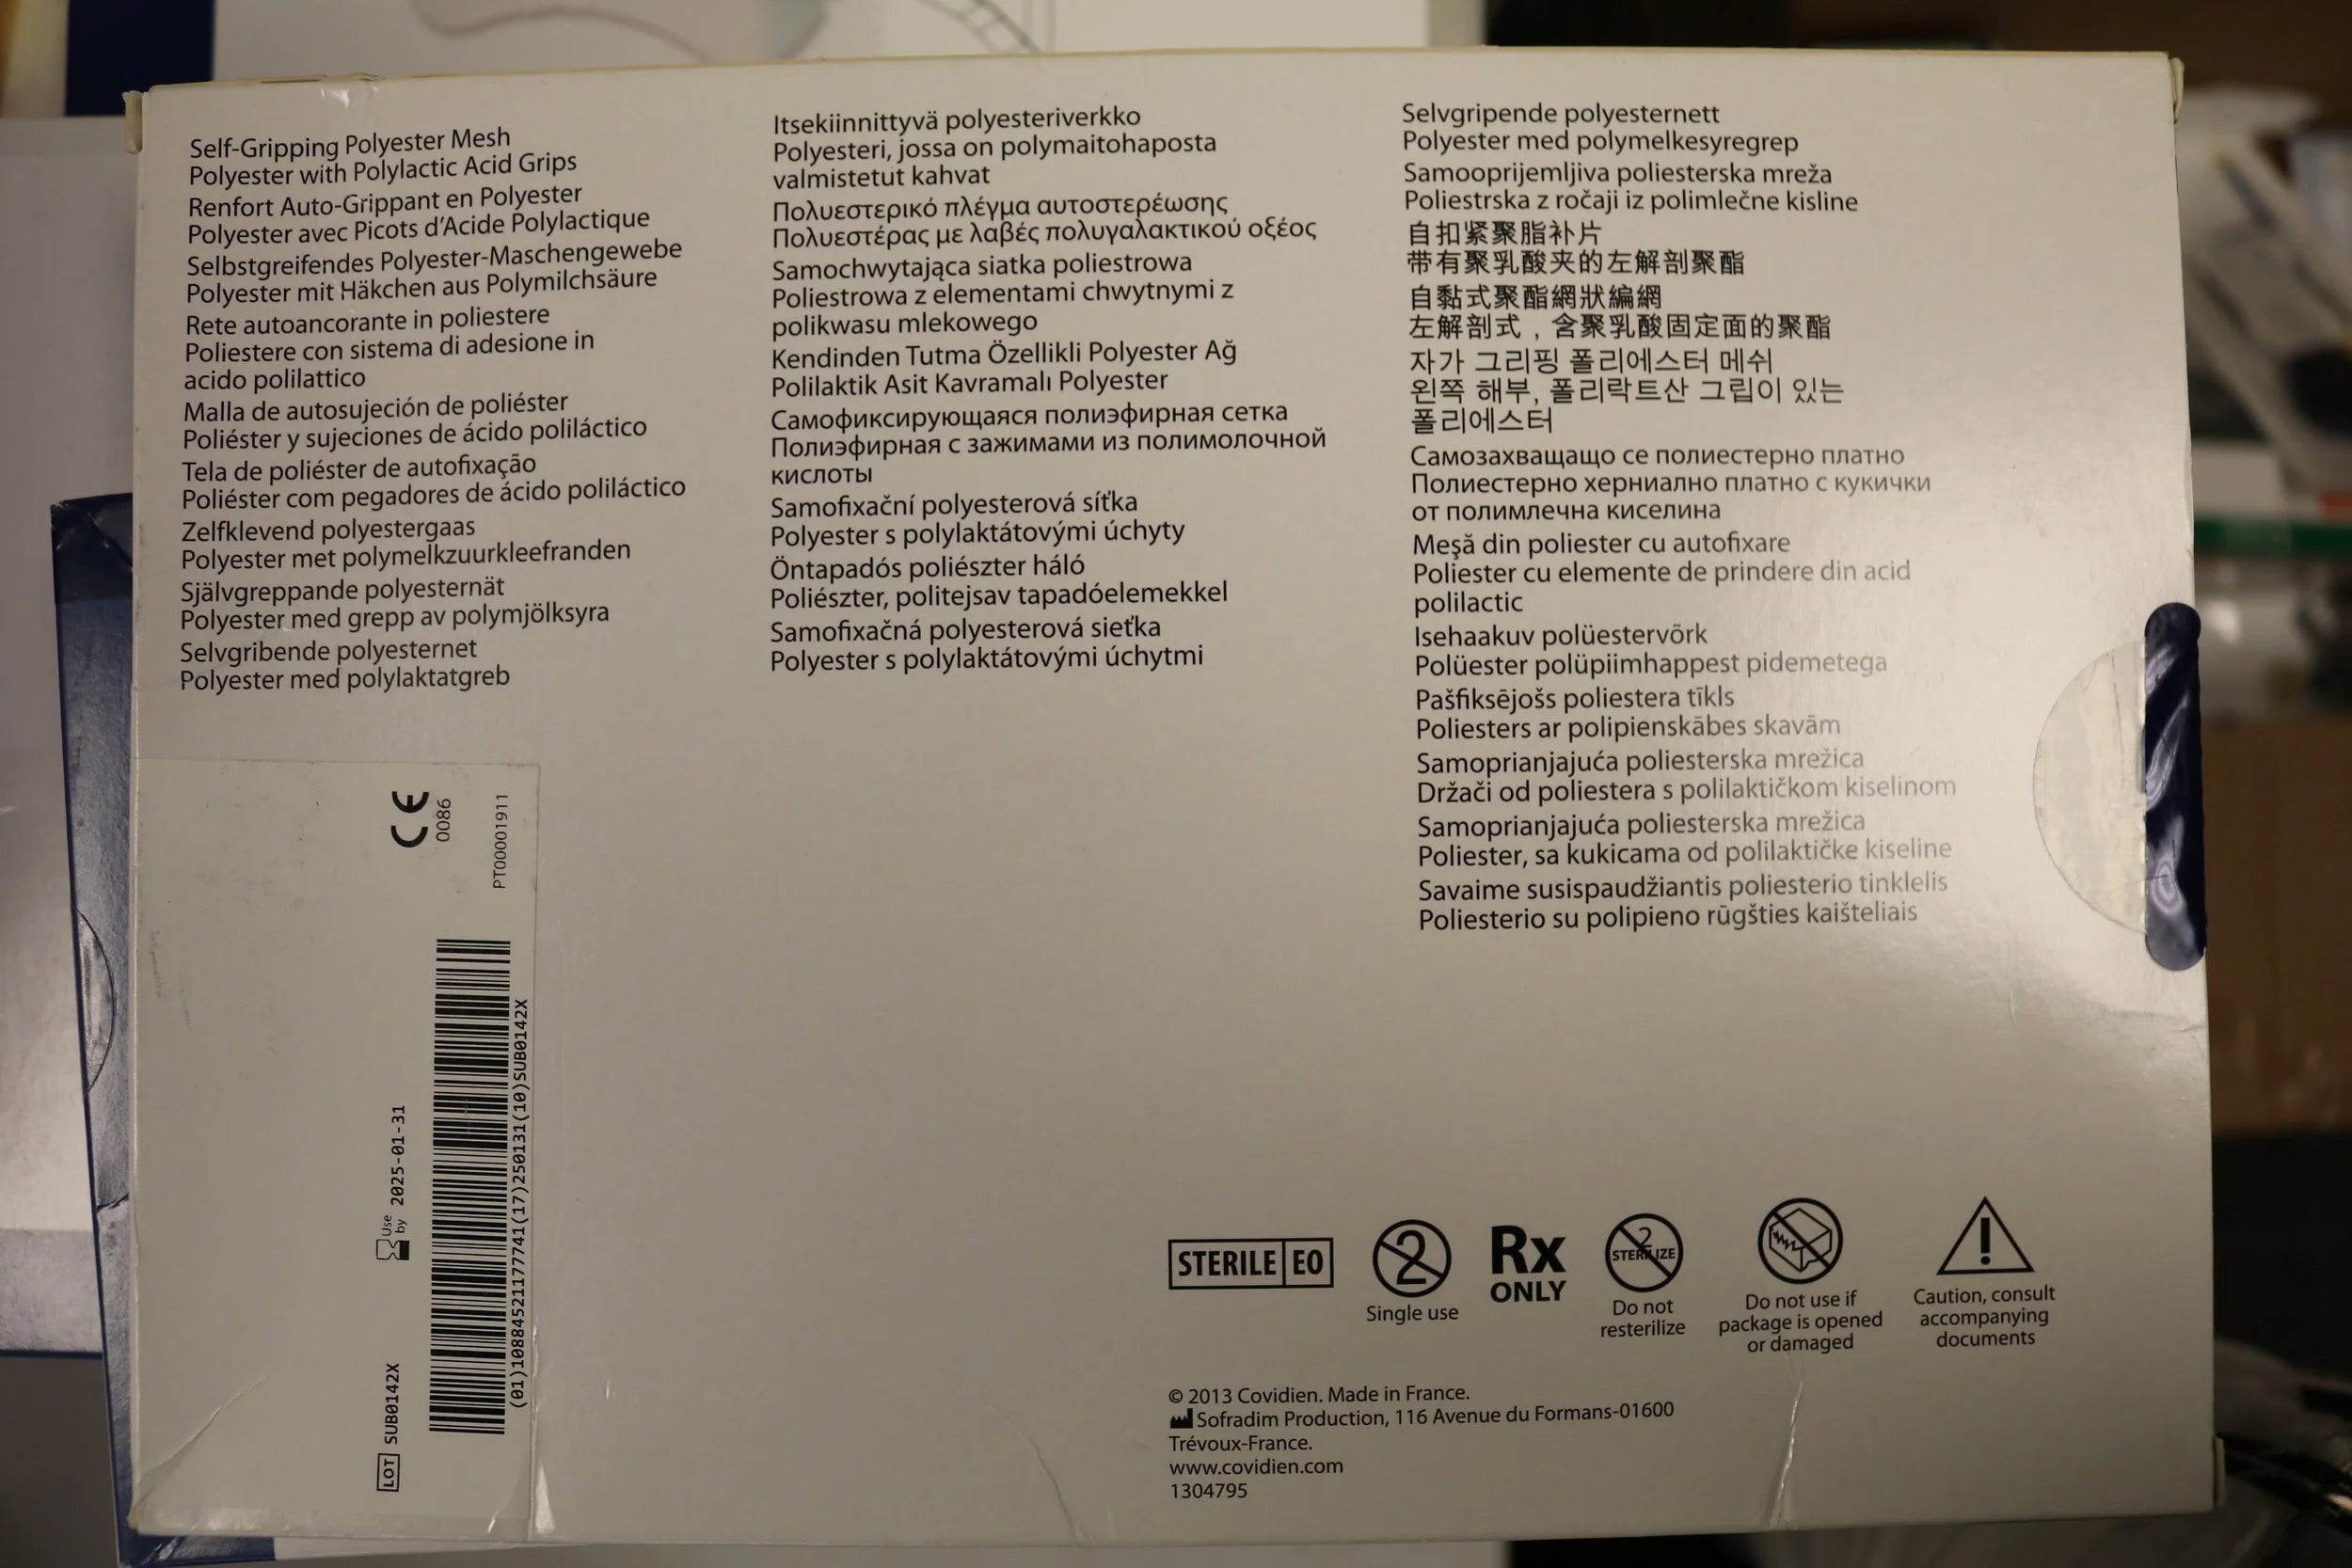 Self-Gripping Polyester Mesh
Polyester with Polylactic Acid Grips
Renfort Auto-Grippant en Polyester
Polyester avec Picots d'Acide Polylactique
Selbstgreifendes Polyester-Maschengewebe
Polyester mit Häkchen aus Polymilchsäure
Rete autoancorante in poliestere
Poliestere con sistema di adesione in
acido polilattico
Malla de autosujeción de poliéster
Poliéster y sujeciones de ácido poliláctico
Tela de poliéster de autofixação
Poliéster com pegadores de ácido poliláctico
Zelfklevend polyestergaas
Polyester met polymelkzuurkleefranden
Självgreppande polyesternät
Polyester med grepp av polymjölksyra
Selvgribende polyesternet
Polyester med polylaktatgreb
Itsekiinnittyvä polyesteriverkko
Polyesteri, jossa on polymaitohaposta
valmistetut kahvat
Πολυεστερικό πλέγμα αυτοστερέωσης
Πολυεστέρας με λαβές πολυγαλακτικού οξέος
Samochwytająca siatka poliestrowa
Poliestrowa z elementami chwytnymi z
polikwasu mlekowego
Kendinden Tutma Özellikli Polyester Ağ
Polilaktik Asit Kavramalı Polyester
Самофиксирующаяся полиэфирная сетка
Полиэфирная с зажимами из полимолочной
кислоты
Samofixační polyesterová síťka
Polyester s polylaktátovými úchyty
Öntapadós poliészter háló
Poliészter, politejsav tapadóelemekkel
Samofixačná polyesterová sieťka
Polyester s polylaktátovými úchytmi
Selvgripende polyesternett
Polyester med polymelkesyregrep
Samooprijemljiva poliesterska mreža
Poliestrska z ročaji iz polimlečne kisline
自扣紧聚脂补片
带有聚乳酸夹的左解剖聚酯
自黏式聚酯網狀編網
左解剖式，含聚乳酸固定面的聚酯
자가 그리핑 폴리에스터 메쉬
왼쪽 해부, 폴리락트산 그립이 있는
폴리에스터
Самозахващащо се полиестерно платно
Полиестерно херниално платно с кукички
от полимлечна киселина
Meşă din poliester cu autofixare
Poliester cu elemente de prindere din acid
polilactic
Isehaakuv polüestervõrk
Polüester polüpiimhappest pidemetega
Pašfiksējošs poliestera tīkls
Poliesters ar polipienskābes skavām
Samoprianjajuća poliesterska mrežica
Držači od poliestera s polilaktičkom kiselinom
Samoprianjajuća poliesterska mrežica
Poliester, sa kukicama od polilaktičke kiseline
Savaime susispaudžiantis poliesterio tinklelis
Poliesterio su polipieno rūgšties kaišteliais
CE
0086
PT00001911
Use
by 2025-01-31
(01)10884521177741(17)250131(10)SUB0142X
LOT SUB0142X
STERILE EO
2
Single use
Rx
ONLY
2
STERILIZE
Do not
resterilize
Do not use if
package is opened
or damaged
!
Caution, consult
accompanying
documents
© 2013 Covidien. Made in France.
Sofradim Production, 116 Avenue du Formans-01600
Trévoux-France.
www.covidien.com
1304795